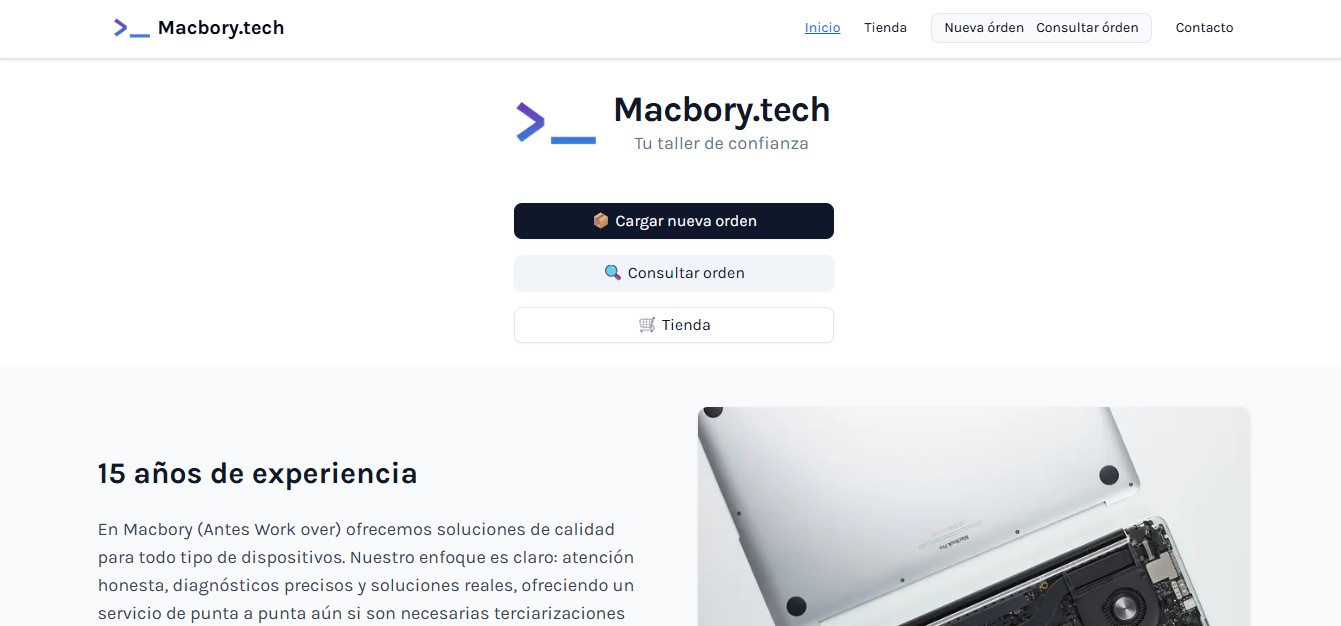 >_ Macbory.tech
Inicio Tienda Nueva órden Consultar órden Contacto
>_ Macbory.tech
Tu taller de confianza
📦 Cargar nueva orden
🔍 Consultar orden
🛒 Tienda
15 años de experiencia
En Macbory (Antes Work over) ofrecemos soluciones de calidad
para todo tipo de dispositivos. Nuestro enfoque es claro: atención
honesta, diagnósticos precisos y soluciones reales, ofreciendo un
servicio de punta a punta aún si son necesarias terciarizaciones
MacBook Pro